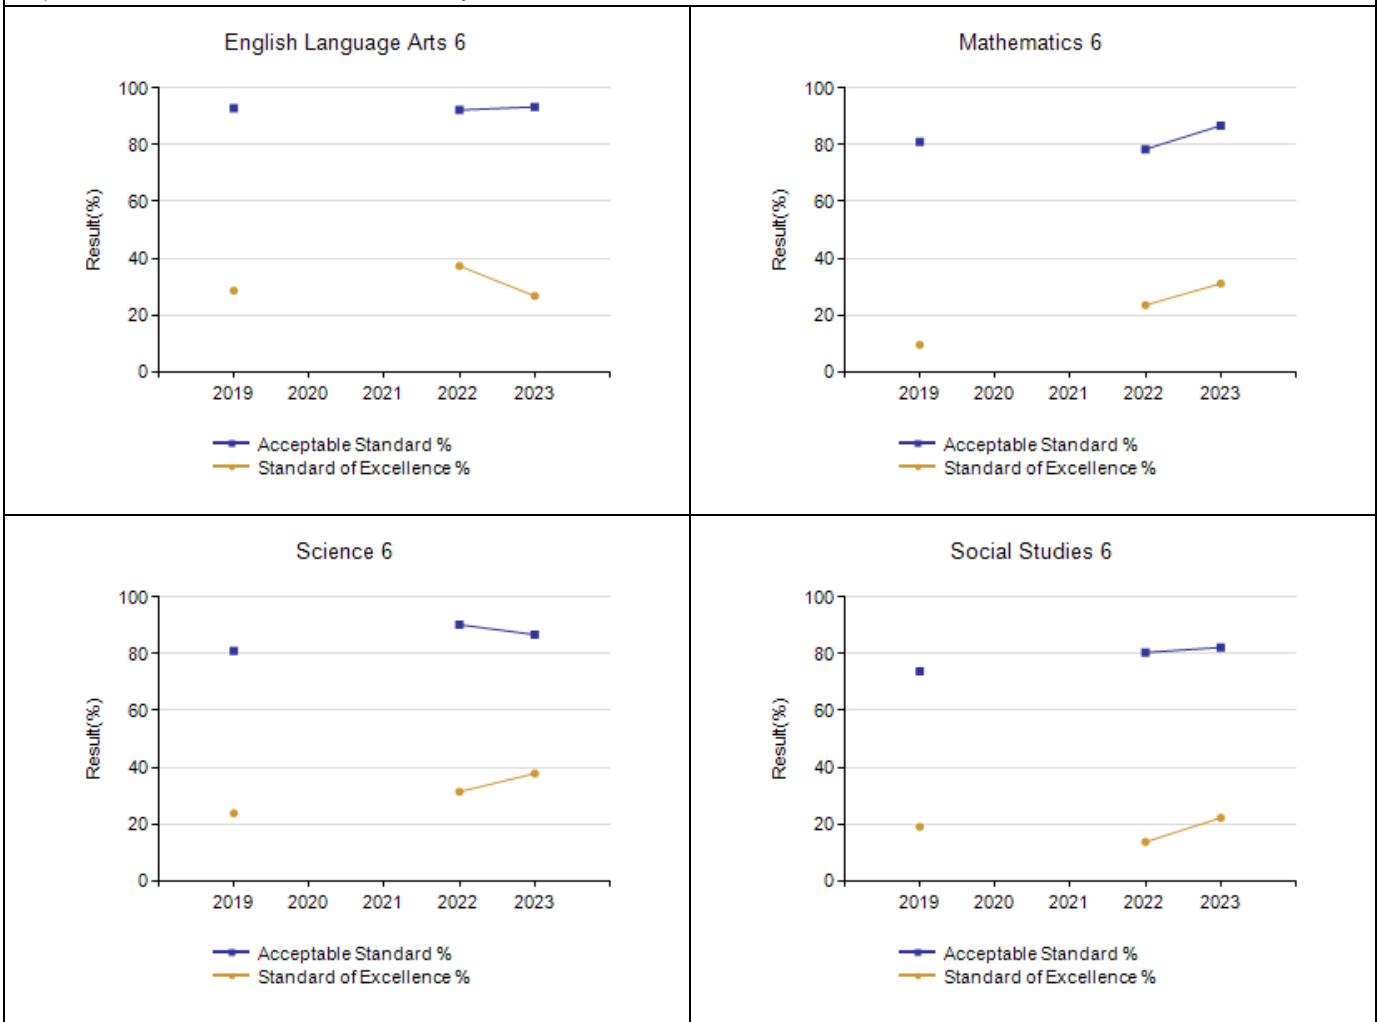 English Language Arts 6
100
80
60
40
20
0
Result(%)
2019 2020 2021 2022 2023
Acceptable Standard %
Standard of Excellence %
Mathematics 6
100
80
60
40
20
0
Result(%)
2019 2020 2021 2022 2023
Acceptable Standard %
Standard of Excellence %
Science 6
100
80
60
40
20
0
Result(%)
2019 2020 2021 2022 2023
Acceptable Standard %
Standard of Excellence %
Social Studies 6
100
80
60
40
20
0
Result(%)
2019 2020 2021 2022 2023
Acceptable Standard %
Standard of Excellence %